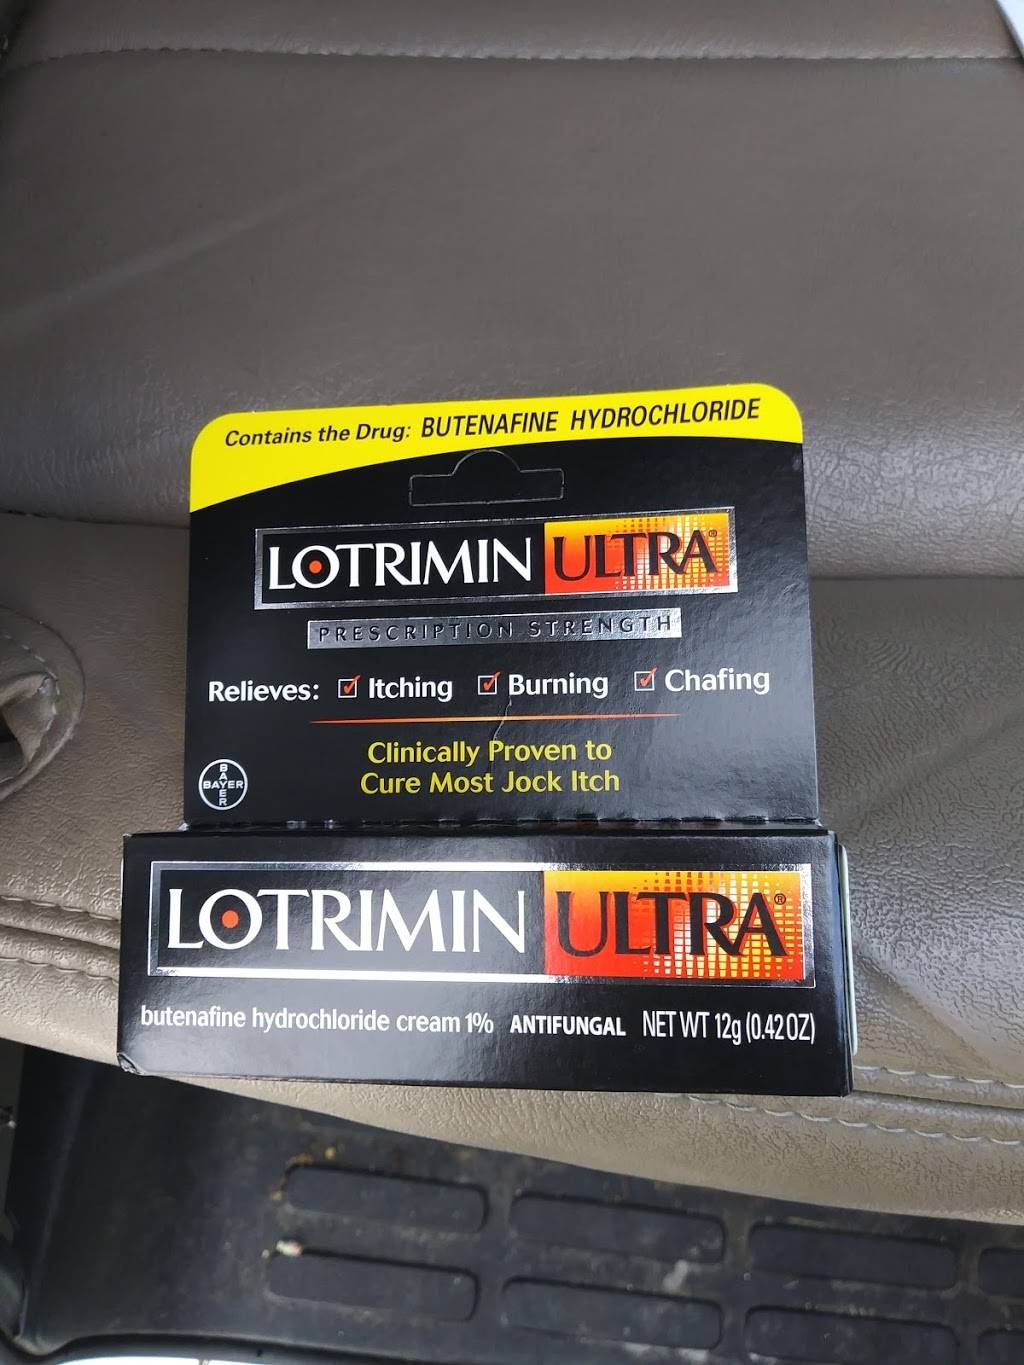 Contains the Drug: BUTENAFINE HYDROCHLORIDE
LOTRIMIN ULTRA®
PRESCRIPTION STRENGTH
Relieves: ☑ Itching ☑ Burning ☑ Chafing
Clinically Proven to
Cure Most Jock Itch
BAYER
BAYER
LOTRIMIN ULTRA®
butenafine hydrochloride cream 1% ANTIFUNGAL NET WT 12g (0.42 OZ)